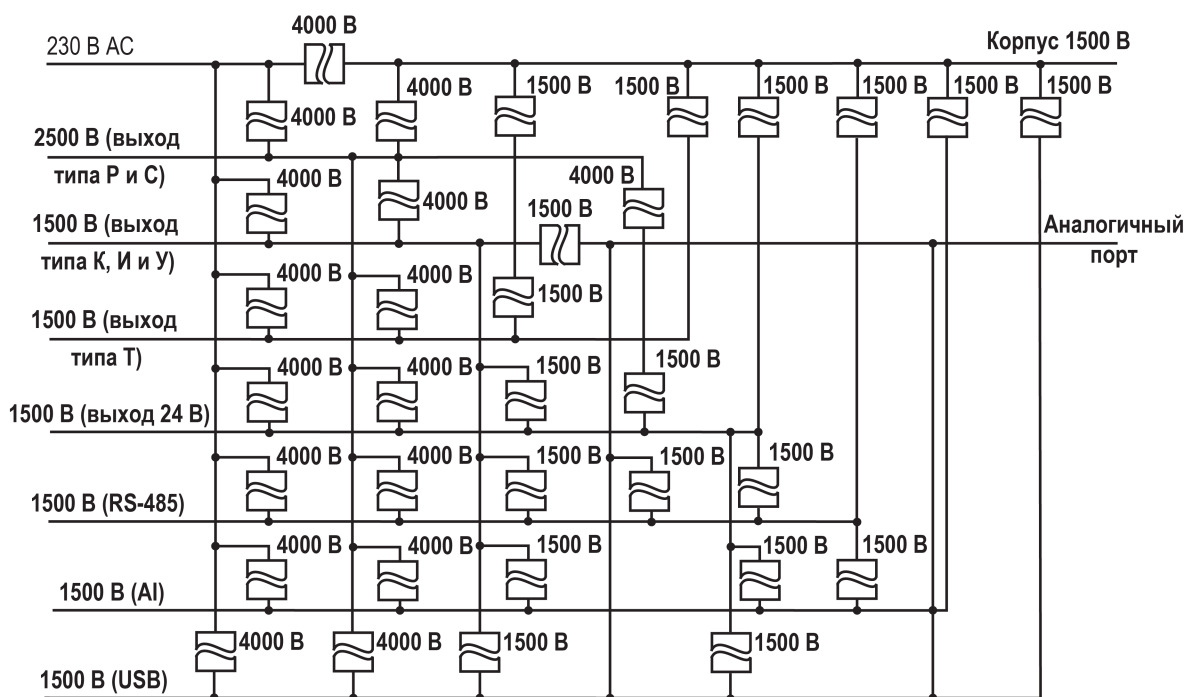 4000 В
230 В АС
Корпус 1500 В
4000 В
4000 В
1500 В
1500 В
1500 В
1500 В
1500 В
1500 В
2500 В (выход
типа Р и С)
4000 В
4000 В
4000 В
1500 В (выход
типа К, И и У)
1500 В
Аналогичный
порт
4000 В
4000 В
1500 В
1500 В (выход
типа Т)
4000 В
4000 В
1500 В
1500 В
1500 В (выход 24 В)
4000 В
4000 В
1500 В
1500 В
1500 В
1500 В (RS-485)
4000 В
4000 В
1500 В
1500 В
1500 В
1500 В (AI)
4000 В
4000 В
1500 В
1500 В
1500 В (USB)